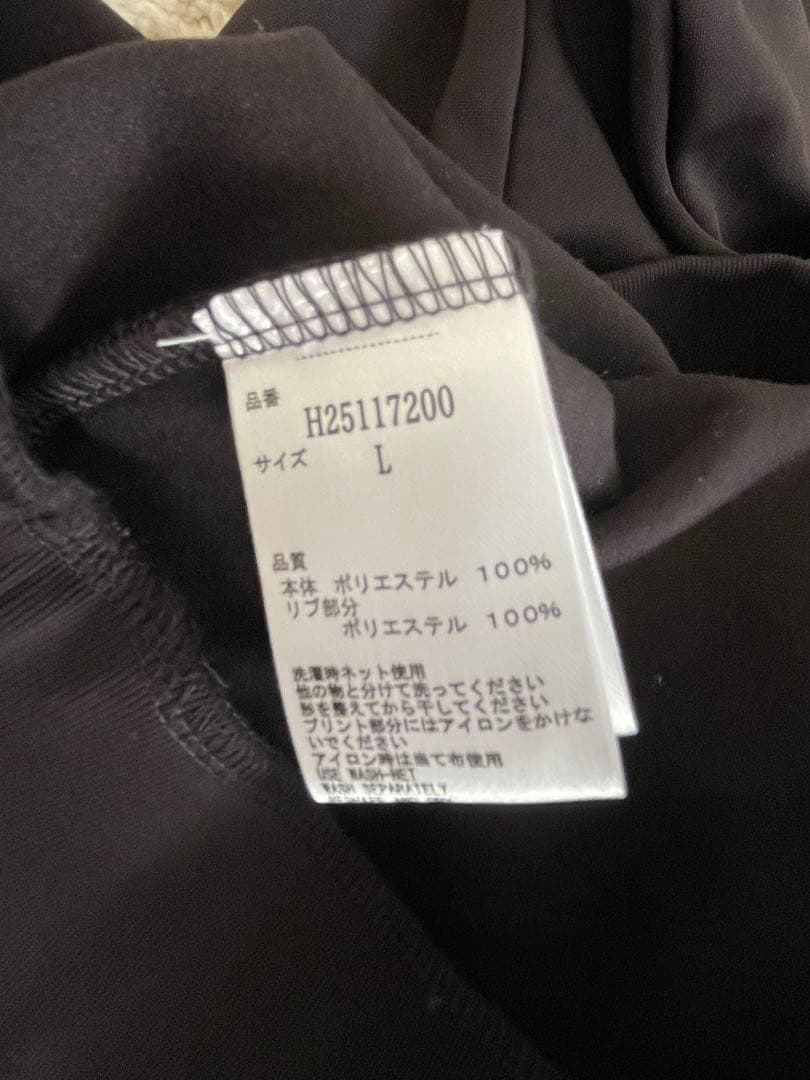 品番
H25117200
サイズ L
品質
本体 ポリエステル 100%
リブ部分
ポリエステル 100%
洗濯時ネット使用
他の物と分けて洗ってください
形を整えてから干してください
プリント部分にはアイロンをかけな
いでください
アイロン時は当て布使用
USE WASH-NET
WASH SEPARATLY